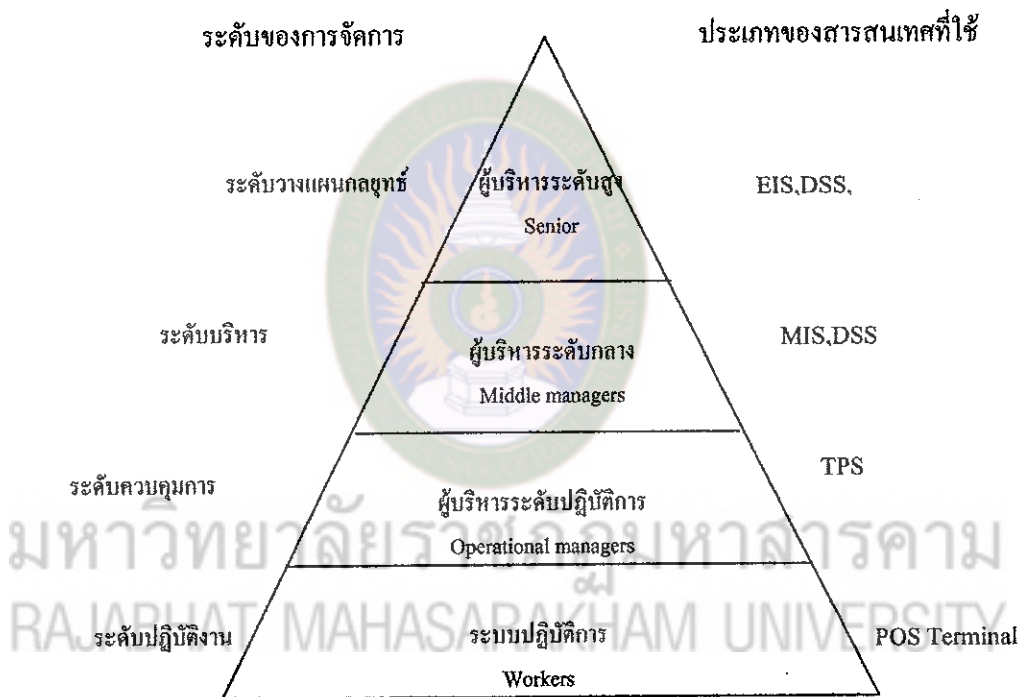 ระดับของการจัดการ ประเภทของสารสนเทศที่ใช้
ระดับวางแผนกลยุทธ์ ผู้บริหารระดับสูง EIS,DSS,
Senior
ระดับบริหาร ผู้บริหารระดับกลาง MIS,DSS
Middle managers
ระดับควบคุมการ ผู้บริหารระดับปฏิบัติการ TPS
Operational managers
มหาวิทยาลัยราชภัฏมหาสารคาม
RAJABHAT MAHASARAKHAM UNIVERSITY
ระดับปฏิบัติงาน ระบบปฏิบัติการ POS Terminal
Workers